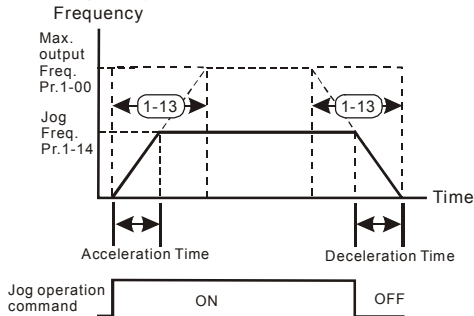 Frequency
Max.
output
Freq.
Pr.1-00
1-13
1-13
Jog
Freq.
Pr.1-14
Time
Acceleration Time
Deceleration Time
Jog operation
command
ON
OFF